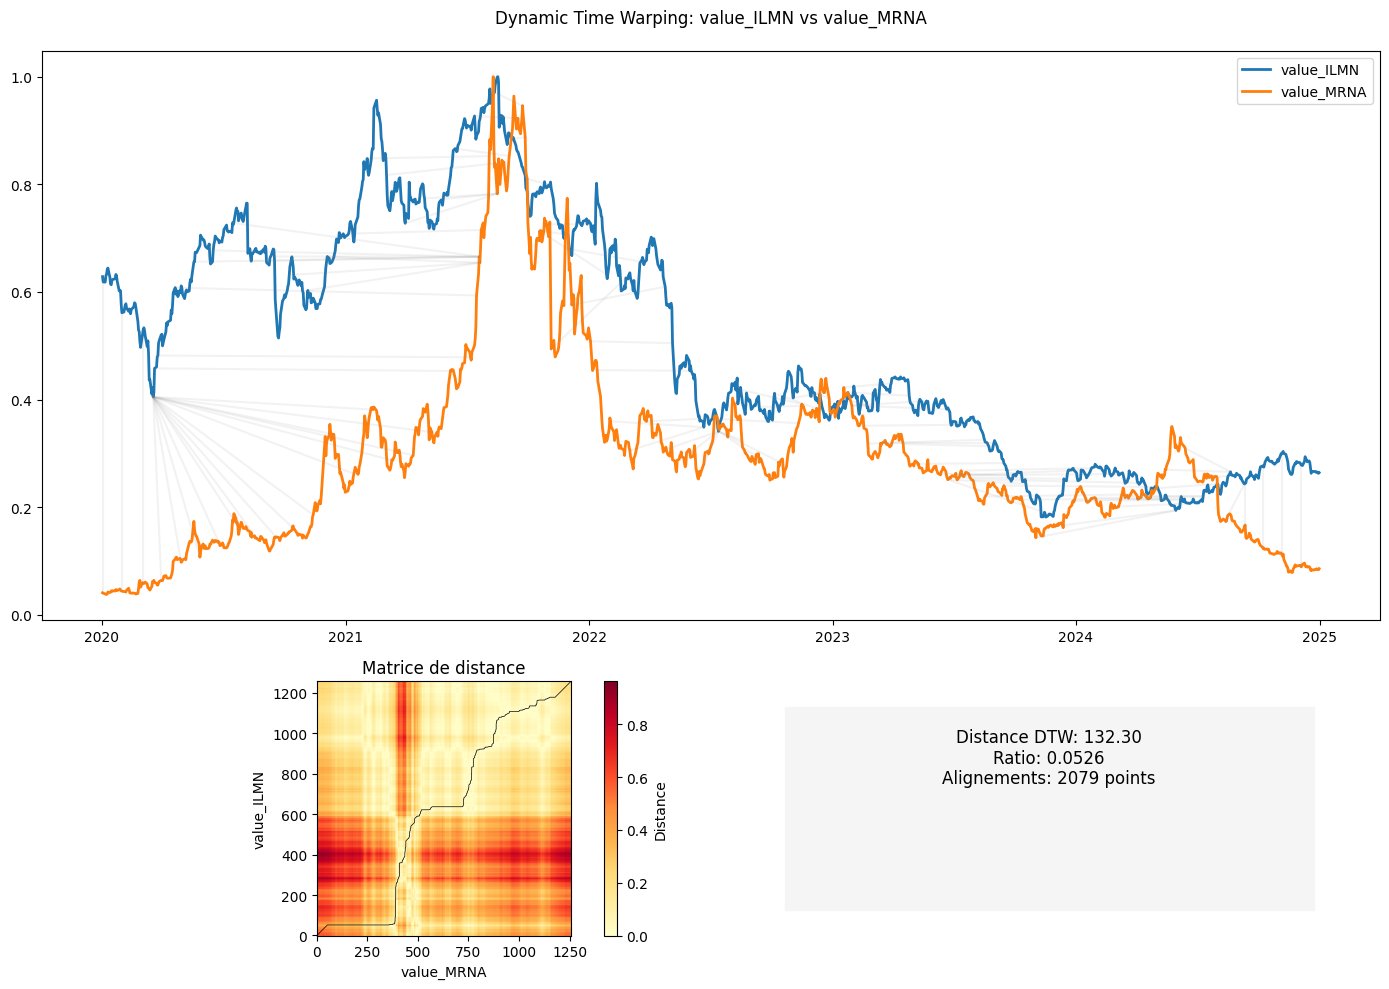 Dynamic Time Warping: value_ILMN vs value_MRNA
value_ILMN
value_MRNA
1.0
0.8
0.6
0.4
0.2
0.0
2020 2021 2022 2023 2024 2025
Matrice de distance
value_ILMN
1200
1000
800
600
400
200
0
0 250 500 750 1000 1250
value_MRNA
0.8
0.6
0.4
0.2
0.0
Distance
Distance DTW: 132.30
Ratio: 0.0526
Alignements: 2079 points